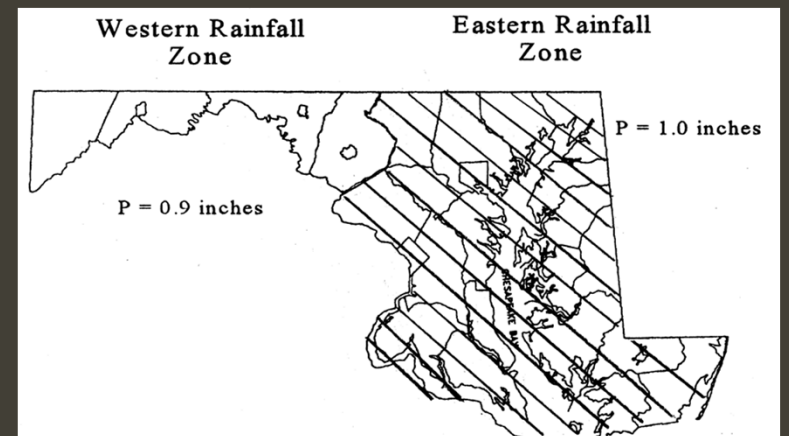 Western Rainfall
Zone
Eastern Rainfall
Zone
P = 1.0 inches
P = 0.9 inches
CHESAPEAKE BAY